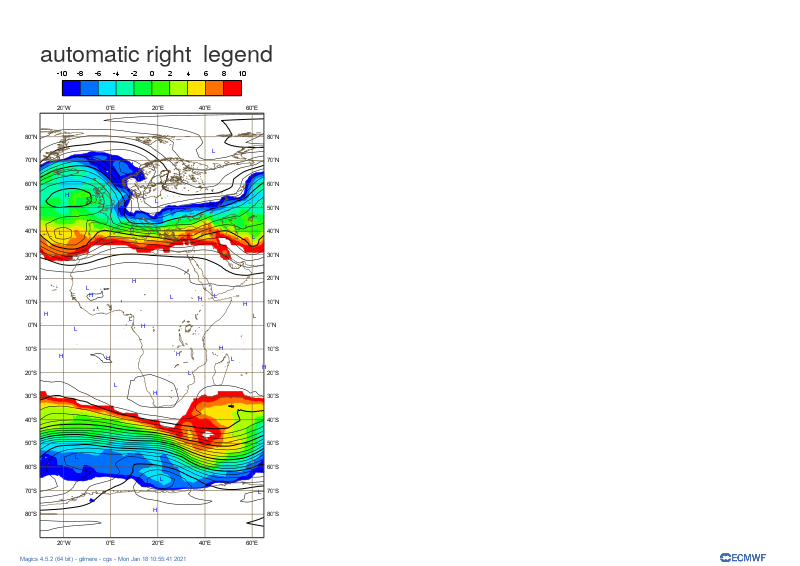 automatic right legend
-10 -8 -6 -4 -2 0 2 4 6 8 10
20°W 0°E 20°E 40°E 60°E
80°N 80°N
L
70°N 70°N
60°N 60°N
H
50°N 50°N
L
40°N 40°N
30°N 30°N
20°N 20°N
H
L H L H L
10°N H 10°N
H L L
0°N L H 0°N
10°S H 10°S
H H H L
H
20°S L 20°S
L
H
30°S 30°S
40°S 40°S
50°S 50°S
L
60°S 60°S
L
70°S L 70°S
H
80°S 80°S
20°W 0°E 20°E 40°E 60°E
Magics 4.5.2 (64 bit) - gilmere - cgs - Mon Jan 18 10:55:41 2021
ECMWF